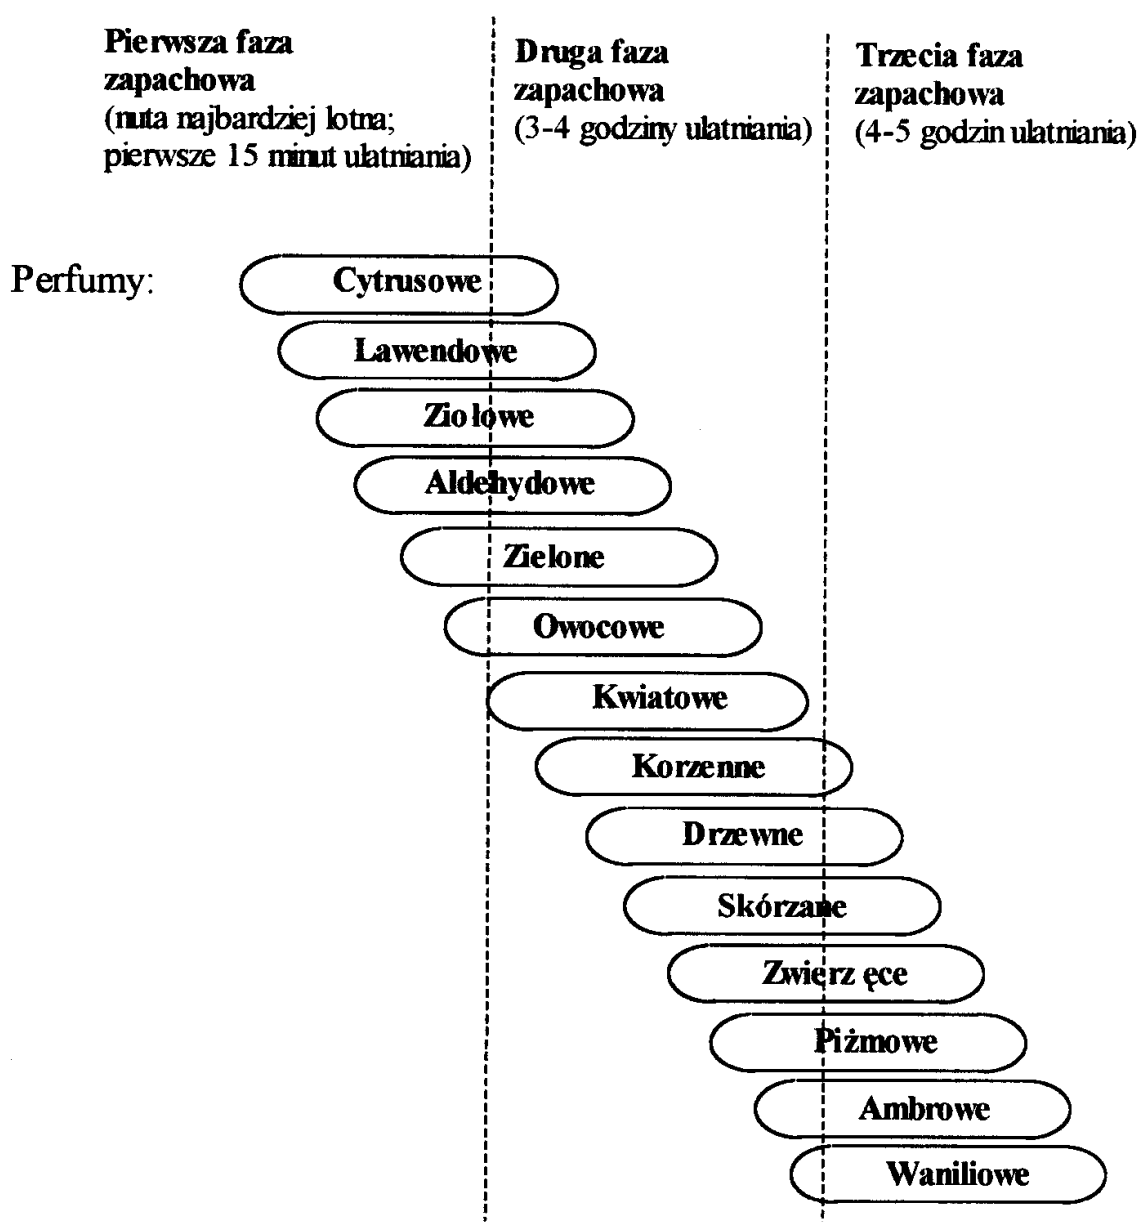 Pierwsza faza
zapachowa
(nuta najbardziej lotna;
pierwsze 15 minut ulatniania)
Druga faza
zapachowa
(3-4 godziny ulatniania)
Trzecia faza
zapachowa
(4-5 godzin ulatniania)
Perfumy:
Cytrusowe
Lawendowe
Ziołowe
Aldehydowe
Zielone
Owocowe
Kwiatowe
Korzenne
Drzewne
Skórzane
Zwierzęce
Piżmowe
Ambrowe
Waniliowe